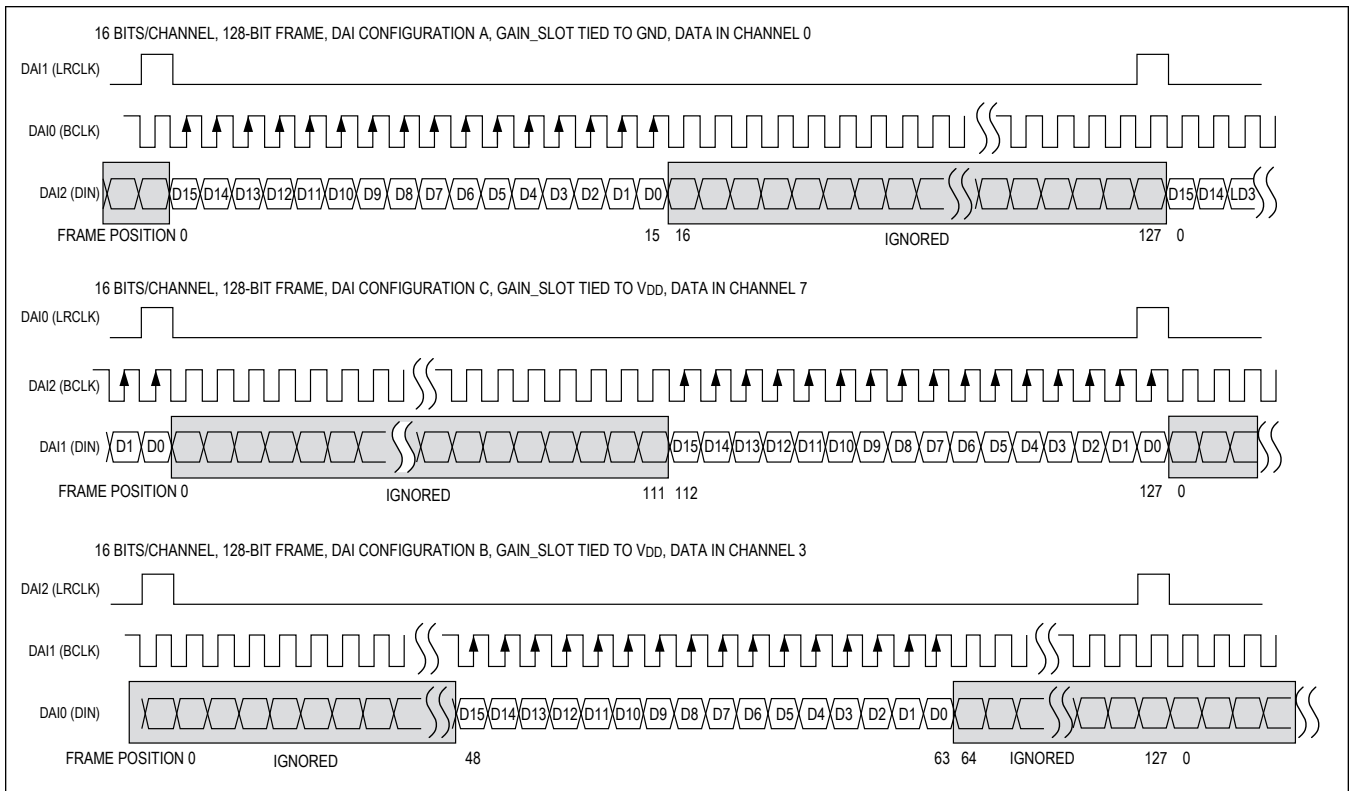 16 BITS/CHANNEL, 128-BIT FRAME, DAI CONFIGURATION A, GAIN_SLOT TIED TO GND, DATA IN CHANNEL 0
DAI1 (LRCLK)
DAI0 (BCLK)
DAI2 (DIN) D15 D14 D13 D12 D11 D10 D9 D8 D7 D6 D5 D4 D3 D2 D1 D0 D15 D14 LD3
FRAME POSITION 0 15 16 IGNORED 127 0
16 BITS/CHANNEL, 128-BIT FRAME, DAI CONFIGURATION C, GAIN_SLOT TIED TO VDD, DATA IN CHANNEL 7
DAI0 (LRCLK)
DAI2 (BCLK)
DAI1 (DIN) D1 D0 D15 D14 D13 D12 D11 D10 D9 D8 D7 D6 D5 D4 D3 D2 D1 D0
FRAME POSITION 0 IGNORED 111 112 127 0
16 BITS/CHANNEL, 128-BIT FRAME, DAI CONFIGURATION B, GAIN_SLOT TIED TO VDD, DATA IN CHANNEL 3
DAI2 (LRCLK)
DAI1 (BCLK)
DAI0 (DIN) D15 D14 D13 D12 D11 D10 D9 D8 D7 D6 D5 D4 D3 D2 D1 D0
FRAME POSITION 0 IGNORED 48 63 64 IGNORED 127 0